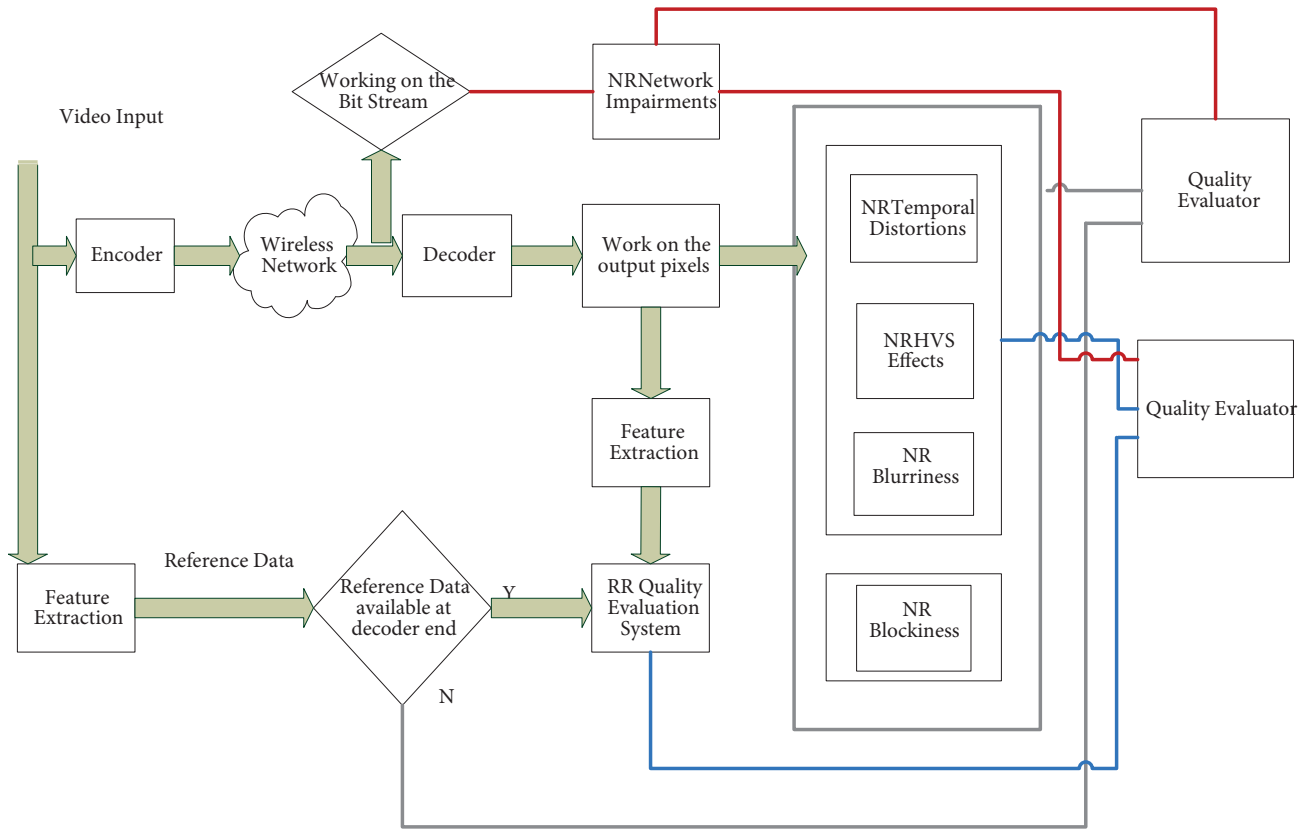 Working on the
Bit Stream
NRNetwork
Impairments
Video Input
Quality
Evaluator
NRTemporal
Distortions
Encoder
Wireless
Network
Decoder
Work on the
output pixels
NRHVS
Effects
Quality Evaluator
Feature
Extraction
NR
Blurriness
Reference Data
Feature
Extraction
Reference Data
available at
decoder end
Y
RR Quality
Evaluation
System
NR
Blockiness
N